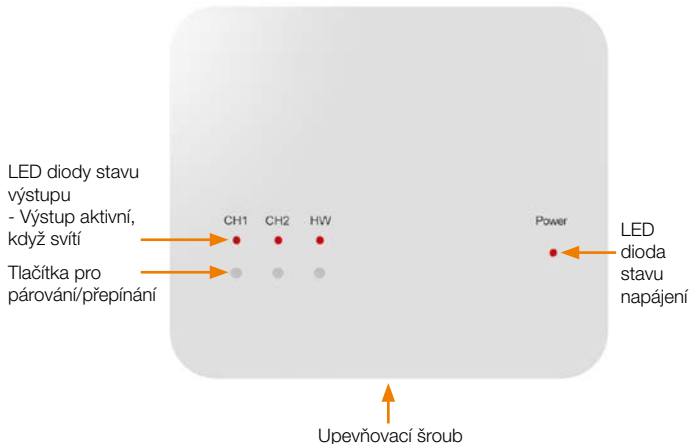 LED diody stavu
výstupu
- Výstup aktivní,
když svítí
Tlačítka pro
párování/přepínání
CH1 CH2 HW
Power
LED
dioda
stavu
napájení
Upevňovací šroub